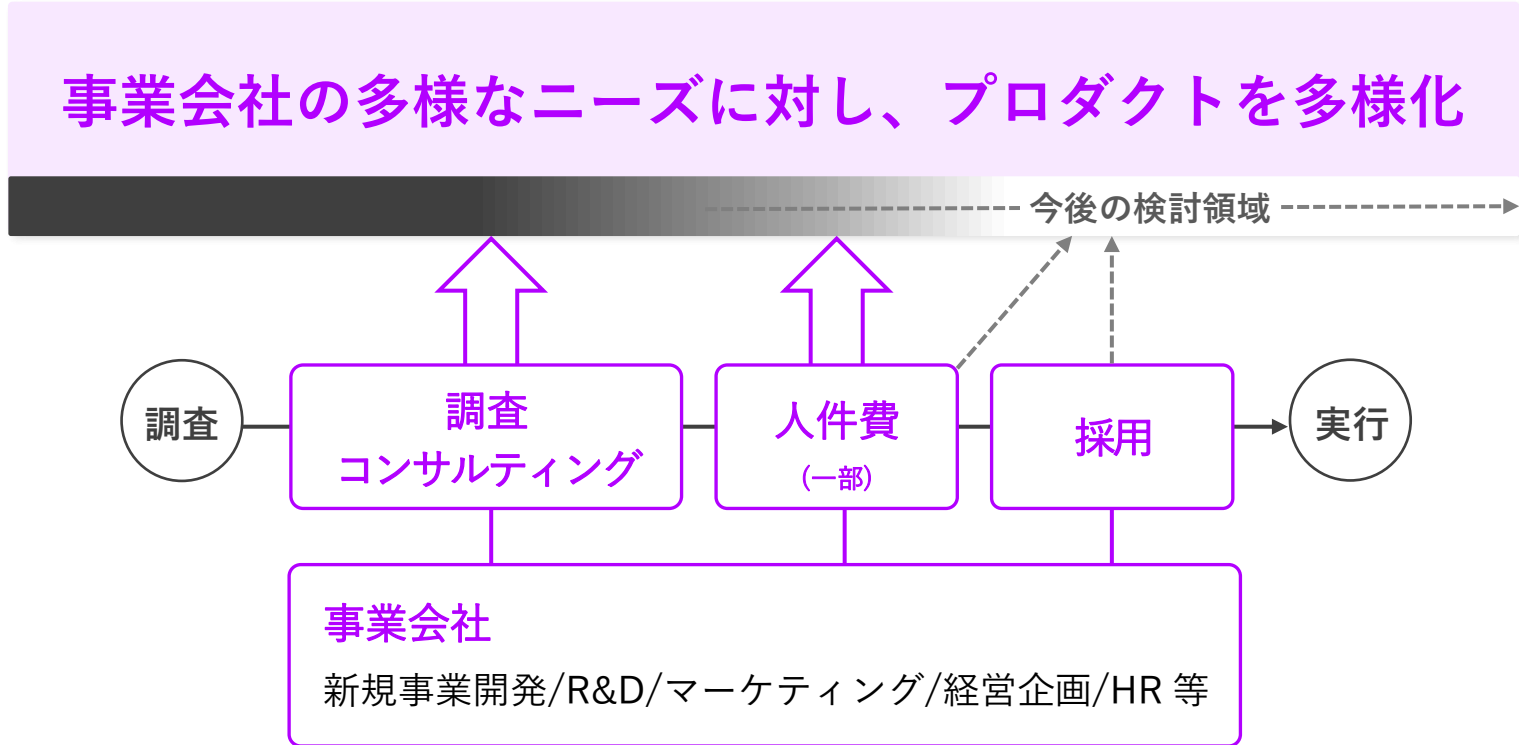 事業会社の多様なニーズに対し、プロダクトを多様化
今後の検討領域
調査
調査
コンサルティング
人件費
(一部)
採用
実行
事業会社
新規事業開発/R&D/マーケティング/経営企画/HR 等